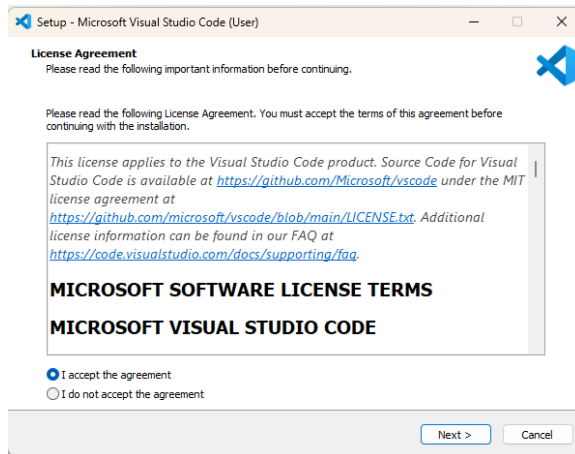 Setup - Microsoft Visual Studio Code (User)
License Agreement
Please read the following important information before continuing.
Please read the following License Agreement. You must accept the terms of this agreement before
continuing with the installation.
This license applies to the Visual Studio Code product. Source Code for Visual
Studio Code is available at https://github.com/Microsoft/vscode under the MIT
license agreement at
https://github.com/microsoft/vscode/blob/main/LICENSE.txt. Additional
license information can be found in our FAQ at
https://code.visualstudio.com/docs/supporting/faq.
MICROSOFT SOFTWARE LICENSE TERMS
MICROSOFT VISUAL STUDIO CODE
I accept the agreement
I do not accept the agreement
Next >
Cancel